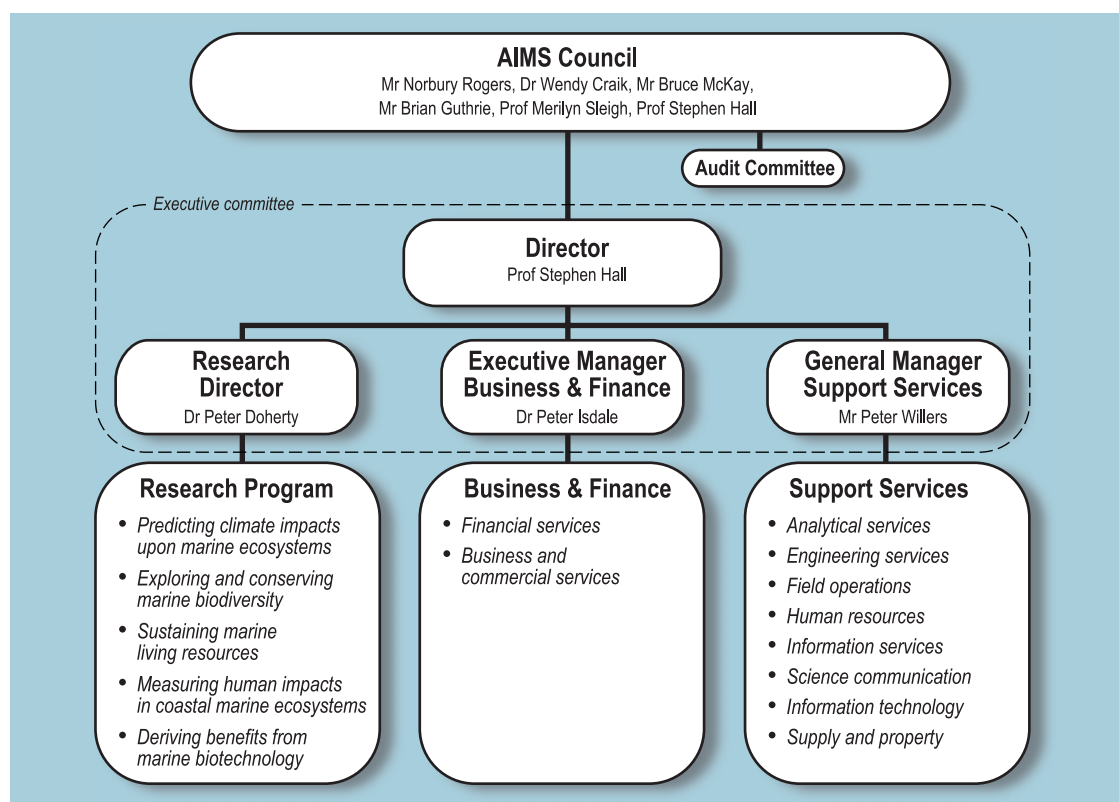 AIMS Council
Mr Norbury Rogers, Dr Wendy Craik, Mr Bruce McKay,
Mr Brian Guthrie, Prof Merilyn Sleigh, Prof Stephen Hall
Audit Committee
Executive committee
Director
Prof Stephen Hall
Research
Director
Dr Peter Doherty
Executive Manager
Business & Finance
Dr Peter Isdale
General Manager
Support Services
Mr Peter Willers
Research Program
• Predicting climate impacts
upon marine ecosystems
• Exploring and conserving
marine biodiversity
• Sustaining marine
living resources
• Measuring human impacts
in coastal marine ecosystems
• Deriving benefits from
marine biotechnology
Business & Finance
• Financial services
• Business and
commercial services
Support Services
• Analytical services
• Engineering services
• Field operations
• Human resources
• Information services
• Science communication
• Information technology
• Supply and property